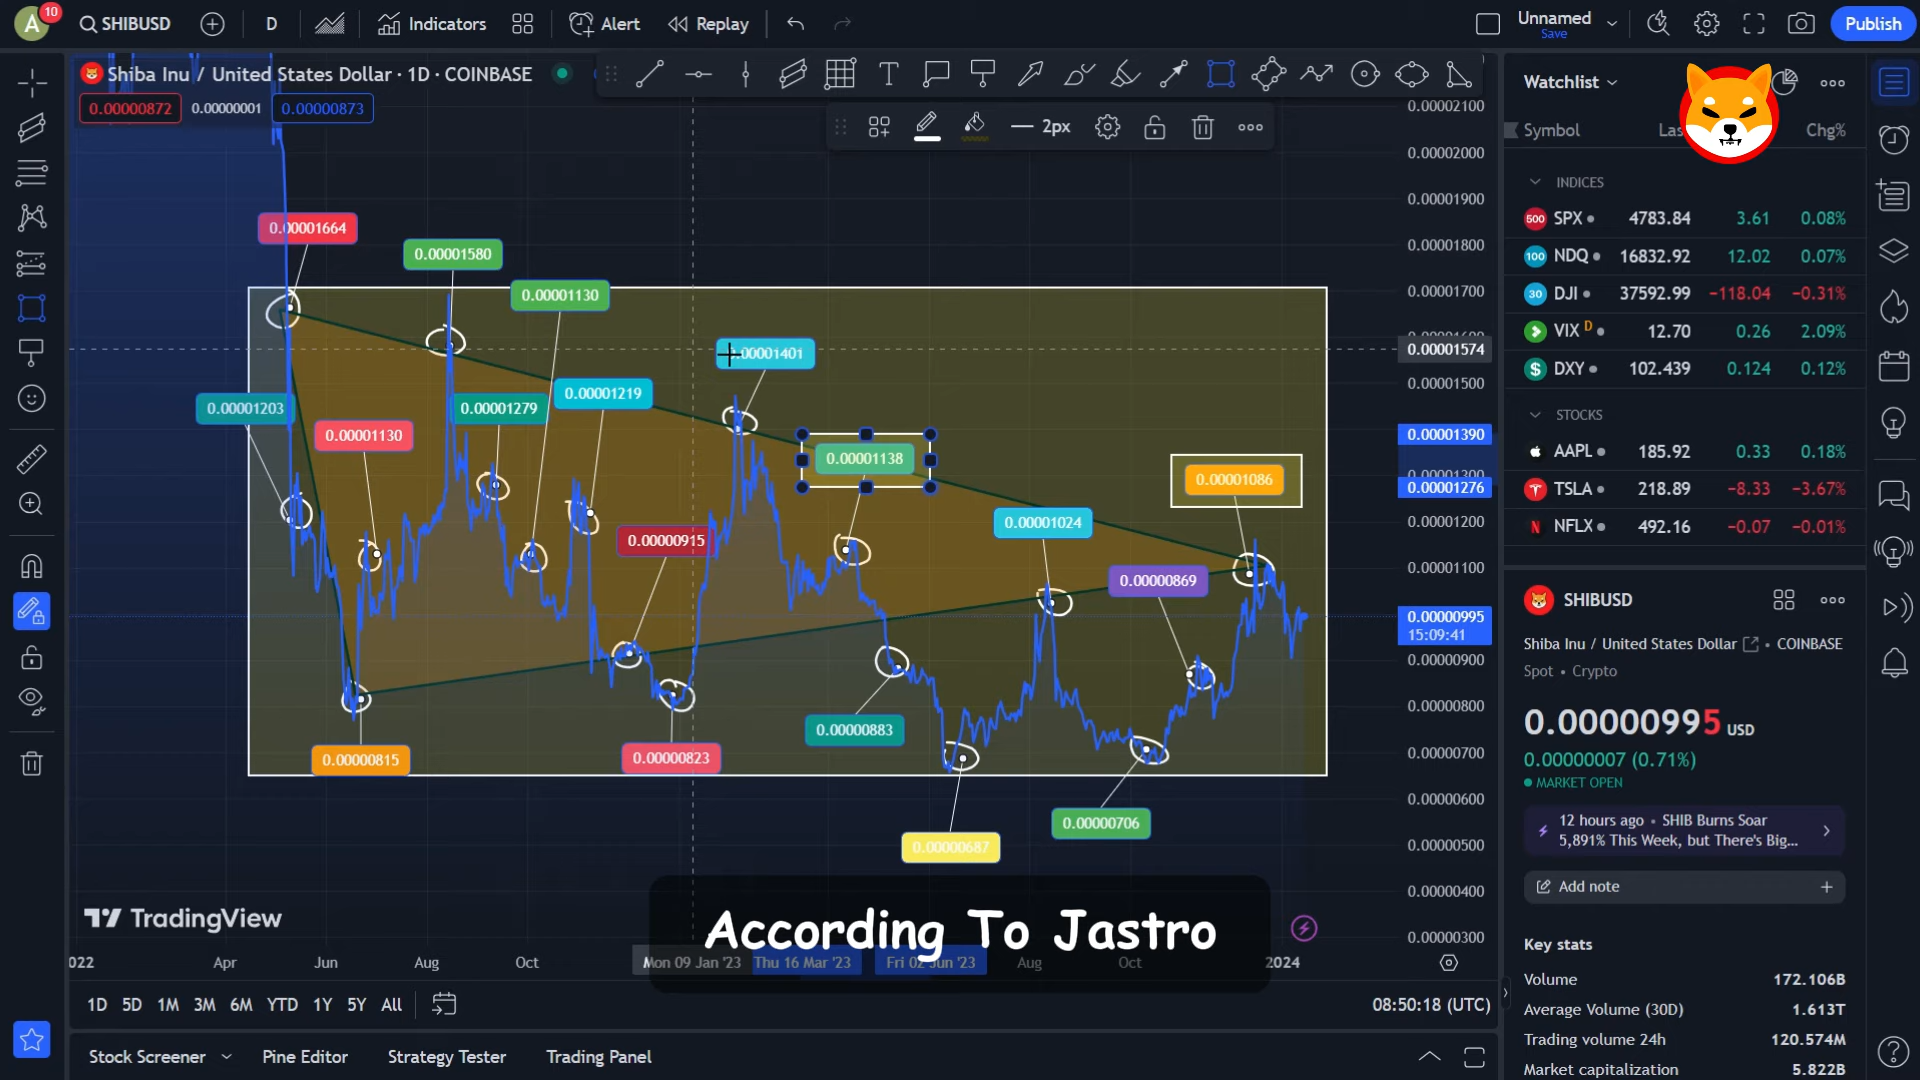 A 10 SHIBUSD D Indicators Alert Replay Unnamed Save Publish
Shiba Inu / United States Dollar · 1D · COINBASE
0.00000872 0.00000001 0.00000873
2px
0.00001664
0.00001580
0.00001130
0.00001401
0.00001203
0.00001130
0.00001279
0.00001219
0.00001138
0.00001086
0.00000915
0.00001024
0.00000869
0.00000883
0.00000815
0.00000823
0.00000687
0.00000706
0.00002100
0.00002000
0.00001900
0.00001800
0.00001700
0.00001574
0.00001500
0.00001390
0.00001276
0.00001200
0.00001100
0.00000995
15:09:41
0.00000900
0.00000800
0.00000700
0.00000600
0.00000500
0.00000400
0.00000300
TradingView
According To Jastro
2022 Apr Jun Aug Oct Mon 09 Jan '23 Thu 16 Mar '23 Fri 02 Jun '23 Aug Oct 2024
1D 5D 1M 3M 6M YTD 1Y 5Y All 08:50:18 (UTC)
Stock Screener Pine Editor Strategy Tester Trading Panel
Watchlist
Symbol Chg%
INDICES
500 SPX 4783.84 3.61 0.08%
100 NDQ 16832.92 12.02 0.07%
30 DJI 37592.99 −118.04 −0.31%
VIX D 12.70 0.26 2.09%
$ DXY 102.439 0.124 0.12%
STOCKS
AAPL 185.92 0.33 0.18%
TSLA 218.89 −8.33 −3.67%
N NFLX 492.16 −0.07 −0.01%
SHIBUSD
Shiba Inu / United States Dollar • COINBASE
Spot • Crypto
0.00000995 USD
0.00000007 (0.71%)
MARKET OPEN
12 hours ago • SHIB Burns Soar
5,891% This Week, but There's Big...
Add note
Key stats
Volume 172.106B
Average Volume (30D) 1.613T
Trading volume 24h 120.574M
Market capitalization 5.822B